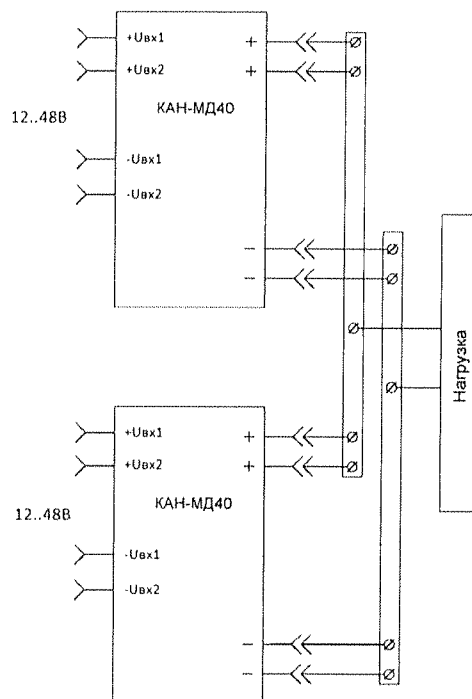 +Uвх1
+
+Uвх2
+
КАН-МД40
12..48В
-Uвх1
-Uвх2
−
−
Нагрузка
+Uвх1
+
+Uвх2
+
КАН-МД40
12..48В
-Uвх1
-Uвх2
−
−